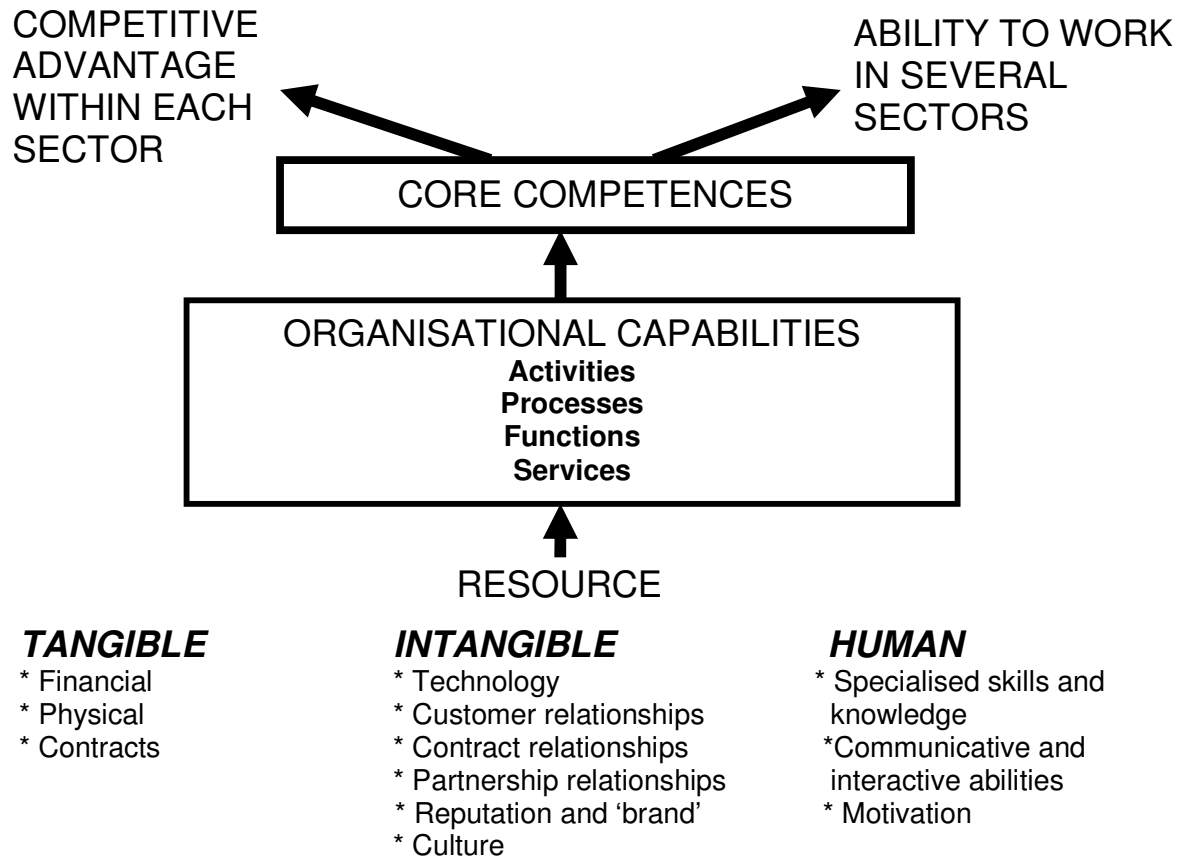 COMPETITIVE
ADVANTAGE
WITHIN EACH
SECTOR
ABILITY TO WORK
IN SEVERAL
SECTORS
CORE COMPETENCES
ORGANISATIONAL CAPABILITIES
Activities
Processes
Functions
Services
RESOURCE
TANGIBLE
* Financial
* Physical
* Contracts
INTANGIBLE
* Technology
* Customer relationships
* Contract relationships
* Partnership relationships
* Reputation and ‘brand’
* Culture
HUMAN
* Specialised skills and
knowledge
*Communicative and
interactive abilities
* Motivation